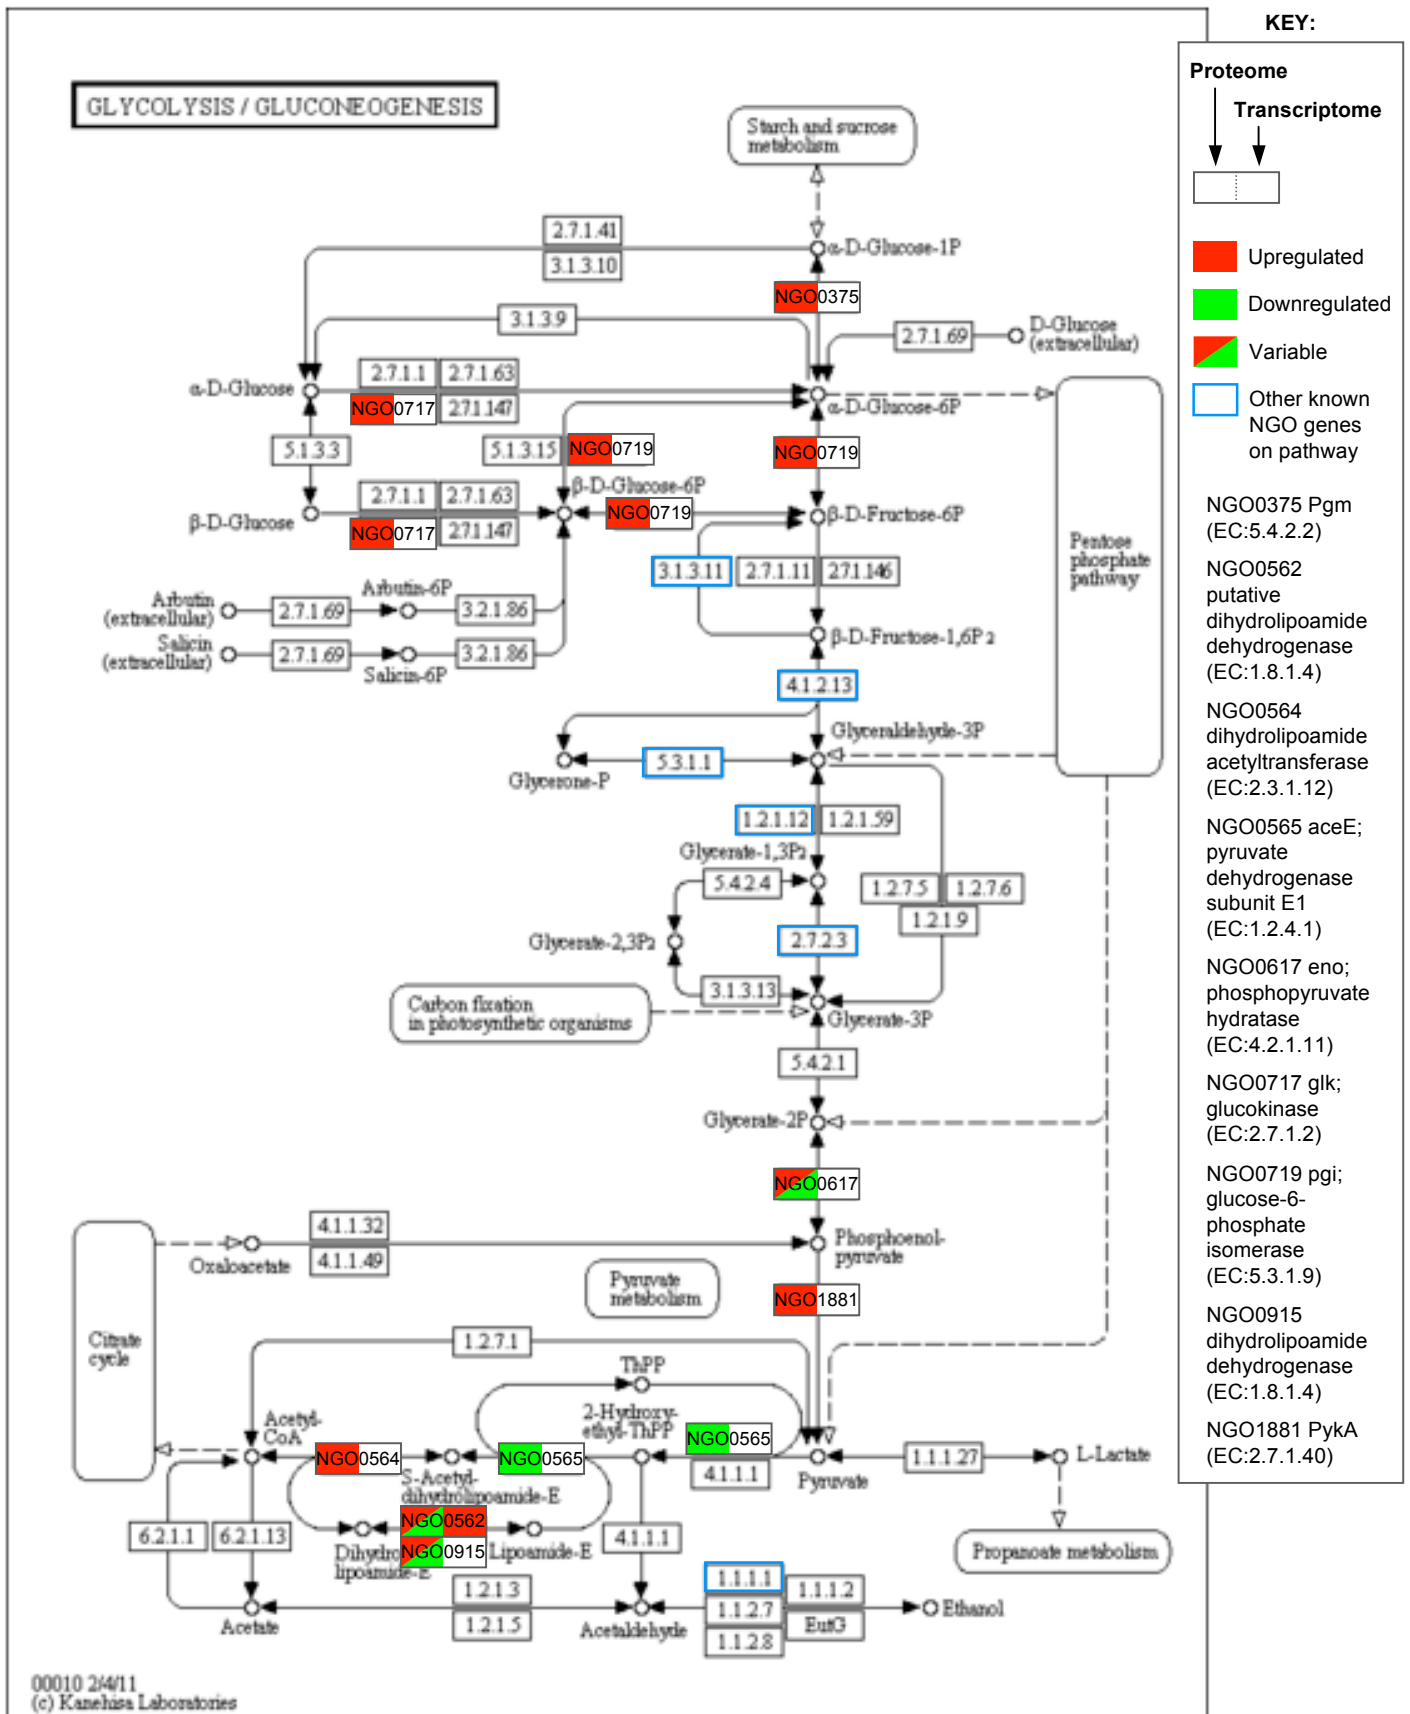 KEY:
Proteome
Transcriptome
Upregulated
Downregulated
Variable
Other known
NGO genes
on pathway
NGO0375 Pgm
(EC:5.4.2.2)
NGO0562
putative
dihydrolipoamide
dehydrogenase
(EC:1.8.1.4)
NGO0564
dihydrolipoamide
acetyltransferase
(EC:2.3.1.12)
NGO0565 aceE;
pyruvate
dehydrogenase
subunit E1
(EC:1.2.4.1)
NGO0617 eno;
phosphopyruvate
hydratase
(EC:4.2.1.11)
NGO0717 glk;
glucokinase
(EC:2.7.1.2)
NGO0719 pgi;
glucose-6-
phosphate
isomerase
(EC:5.3.1.9)
NGO0915
dihydrolipoamide
dehydrogenase
(EC:1.8.1.4)
NGO1881 PykA
(EC:2.7.1.40)
GLYCOLYSIS / GLUCONEOGENESIS
Starch and sucrose
metabolism
2.7.1.41
3.1.3.10
α-D-Glucose-1P
NGO0375
3.1.3.9
2.7.1.69
D-Glucose
(extracellular)
α-D-Glucose
2.7.1.1
2.7.1.63
NGO0717
2.7.1.147
α-D-Glucose-6P
5.1.3.3
5.1.3.15
NGO0719
NGO0719
β-D-Glucose
2.7.1.1
2.7.1.63
NGO0717
2.7.1.147
β-D-Glucose-6P
NGO0719
β-D-Fructose-6P
Pentose
phosphate
pathway
3.1.3.11
2.7.1.11
2.7.1.146
Arbutin
(extracellular)
2.7.1.69
Arbutin-6P
3.2.1.86
Salicin
(extracellular)
2.7.1.69
Salicin-6P
3.2.1.86
β-D-Fructose-1,6P2
4.1.2.13
Glyceraldehyde-3P
5.3.1.1
Glycerone-P
1.2.1.12
1.2.1.59
Glycerate-1,3P2
5.4.2.4
1.2.7.5
1.2.7.6
1.2.1.9
Glycerate-2,3P2
2.7.2.3
3.1.3.13
Carbon fixation
in photosynthetic organisms
Glycerate-3P
5.4.2.1
Glycerate-2P
NGO0617
4.1.1.32
4.1.1.49
Oxaloacetate
Phosphoenol-
pyruvate
Pyruvate
metabolism
NGO1881
Citrate
cycle
1.2.7.1
ThPP
2-Hydroxy-
ethyl-ThPP
Acetyl-
CoA
NGO0564
S-Acetyl-
dihydrolipoamide-E
NGO0565
NGO0565
4.1.1.1
Pyruvate
1.1.1.27
L-Lactate
6.2.1.1
6.2.1.13
NGO0562
NGO0915
Dihydro
lipoamide-E
Lipoamide-E
4.1.1.1
Propanoate metabolism
1.2.1.3
1.2.1.5
Acetate
Acetaldehyde
1.1.1.1
1.1.1.2
1.1.2.7
EutG
1.1.2.8
Ethanol
00010 2/4/11
(c) Kanehisa Laboratories